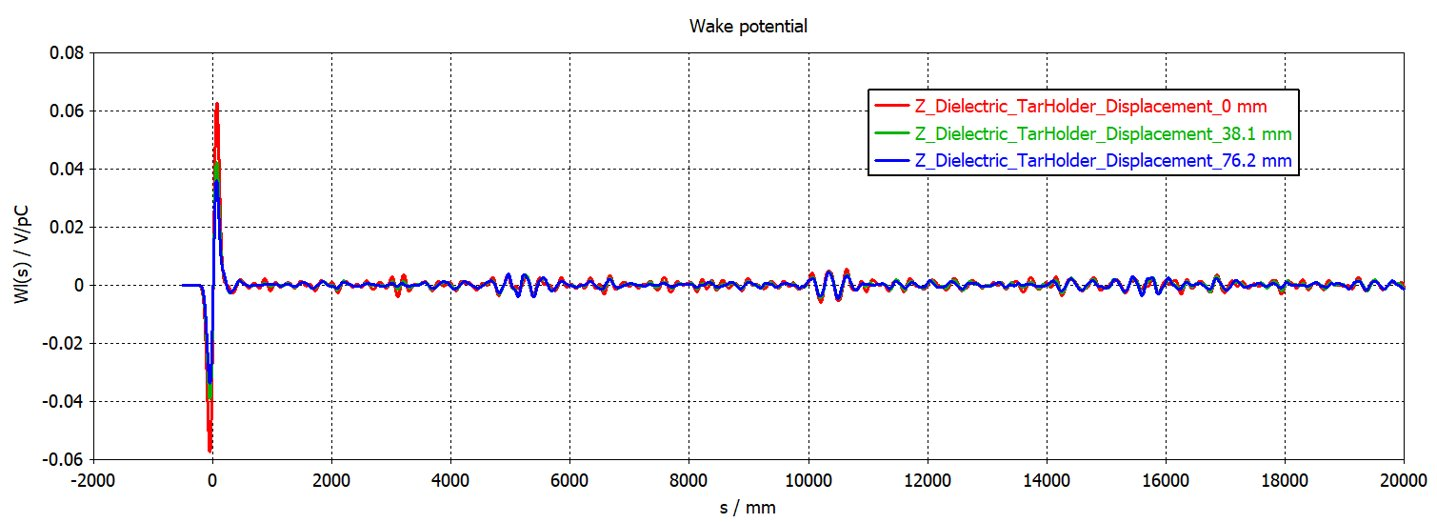 Wake potential
0.08
0.06
0.04
0.02
0
-0.02
-0.04
-0.06
Wl(s) / V/pC
Z_Dielectric_TarHolder_Displacement_0 mm
Z_Dielectric_TarHolder_Displacement_38.1 mm
Z_Dielectric_TarHolder_Displacement_76.2 mm
-2000 0 2000 4000 6000 8000 10000 12000 14000 16000 18000 20000
s / mm